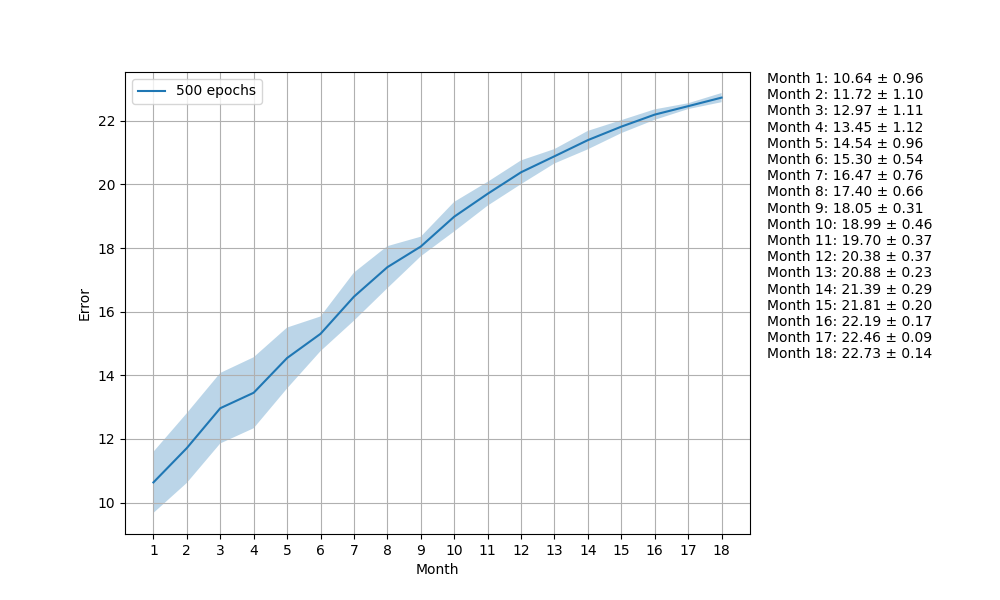 500 epochs
22
20
18
16
14
12
10
Error
1 2 3 4 5 6 7 8 9 10 11 12 13 14 15 16 17 18
Month
Month 1: 10.64 ± 0.96
Month 2: 11.72 ± 1.10
Month 3: 12.97 ± 1.11
Month 4: 13.45 ± 1.12
Month 5: 14.54 ± 0.96
Month 6: 15.30 ± 0.54
Month 7: 16.47 ± 0.76
Month 8: 17.40 ± 0.66
Month 9: 18.05 ± 0.31
Month 10: 18.99 ± 0.46
Month 11: 19.70 ± 0.37
Month 12: 20.38 ± 0.37
Month 13: 20.88 ± 0.23
Month 14: 21.39 ± 0.29
Month 15: 21.81 ± 0.20
Month 16: 22.19 ± 0.17
Month 17: 22.46 ± 0.09
Month 18: 22.73 ± 0.14